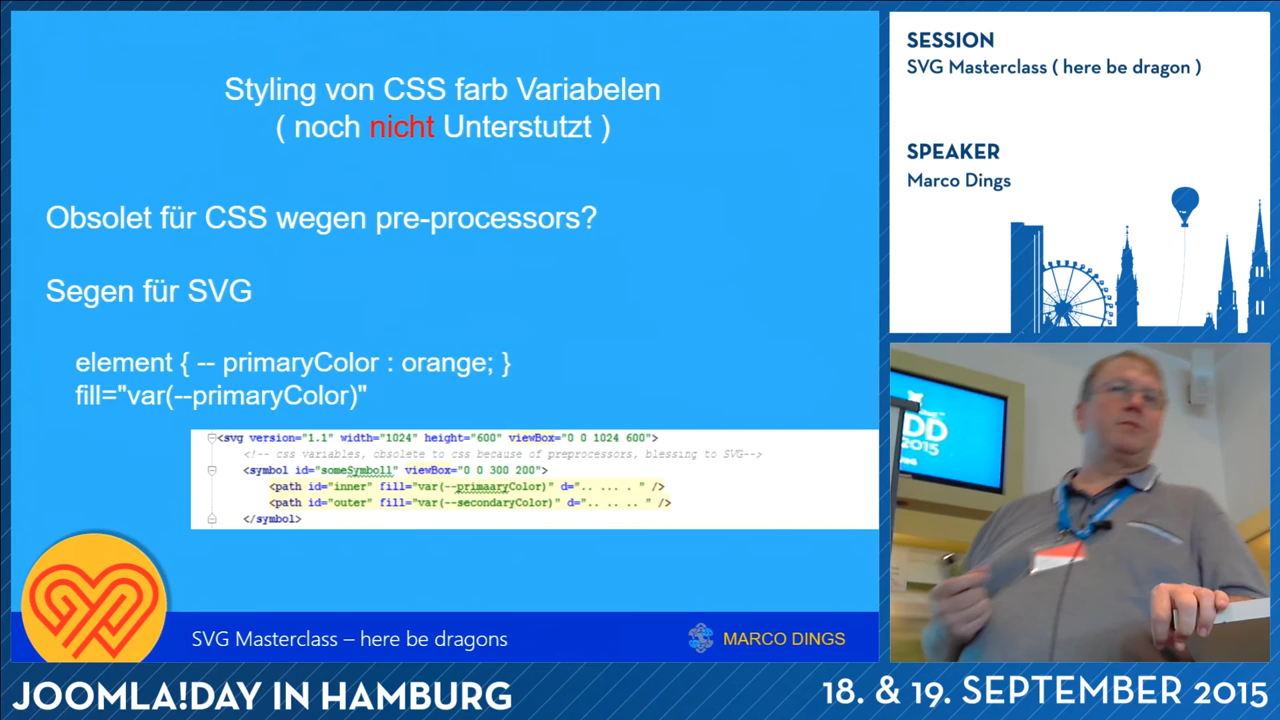 Styling von CSS farb Variabelen
( noch nicht Unterstutzt )
Obsolet für CSS wegen pre-processors?
Segen für SVG
element { -- primaryColor : orange; }
fill="var(--primaryColor)"
<svg version="1.1" width="1024" height="600" viewBox="0 0 1024 600">
<!-- css variables, obsolete to css because of preprocessors, blessing to SVG-->
<symbol id="someSymboll" viewBox="0 0 300 200">
<path id="inner" fill="var(--primaaryColor)" d=".. ... . " />
<path id="outer" fill="var(--secondaryColor)" d=".. .. .. " />
</symbol>
SVG Masterclass – here be dragons
MARCO DINGS
SESSION
SVG Masterclass ( here be dragon )
SPEAKER
Marco Dings
2015
JOOMLA!DAY IN HAMBURG
18. & 19. SEPTEMBER 2015